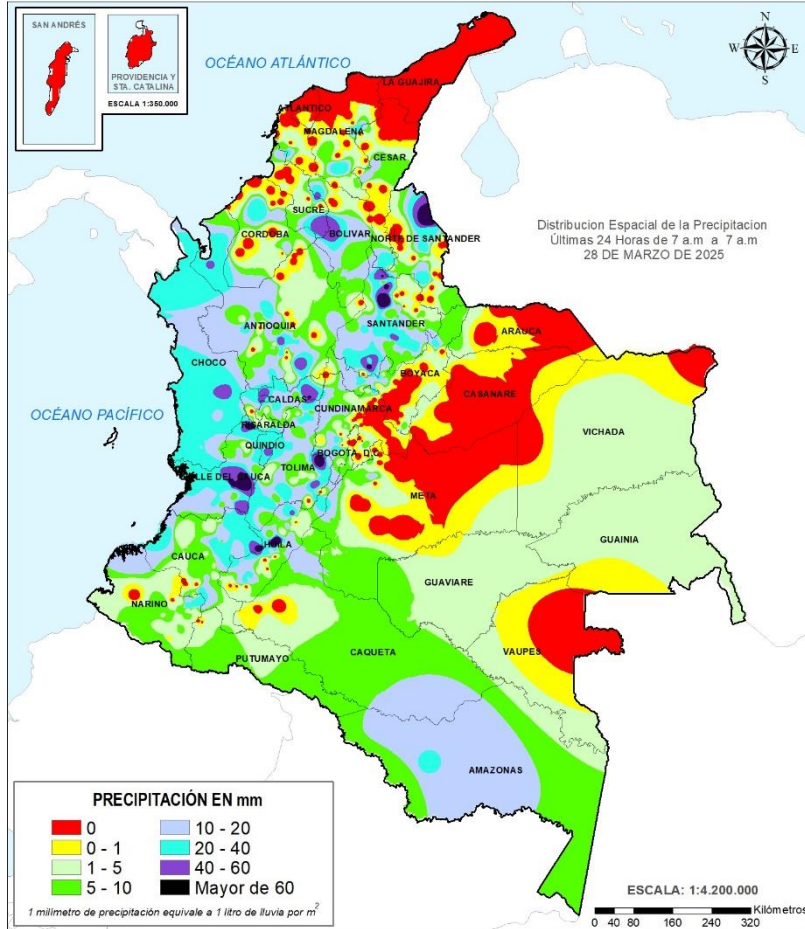 SAN ANDRÉS
PROVIDENCIA Y
STA. CATALINA
ESCALA 1:350.000
OCÉANO ATLÁNTICO
N
W
E
S
LA GUAJIRA
ATLANTICO
MAGDALENA
CESAR
SUCRE
CORDOBA
BOLIVAR
NORTE DE SANTANDER
Distribucion Espacial de la Precipitacion
Últimas 24 Horas de 7 a.m a 7 a.m
28 DE MARZO DE 2025
ANTIOQUIA
SANTANDER
ARAUCA
CHOCO
BOYACA
CASANARE
OCÉANO PACÍFICO
CALDAS
CUNDINAMARCA
VICHADA
RISARALDA
QUINDIO
BOGOTA D.C
TOLIMA
VALLE DEL CAUCA
META
HUILA
GUAINIA
CAUCA
GUAVIARE
NARINO
VAUPES
CAQUETA
PUTUMAYO
AMAZONAS
PRECIPITACIÓN EN mm
0
10 - 20
0 - 1
20 - 40
1 - 5
40 - 60
5 - 10
Mayor de 60
1 milimetro de precipitación equivale a 1 litro de lluvia por m²
ESCALA: 1:4.200.000
Kilómetros
0 40 80 160 240 320